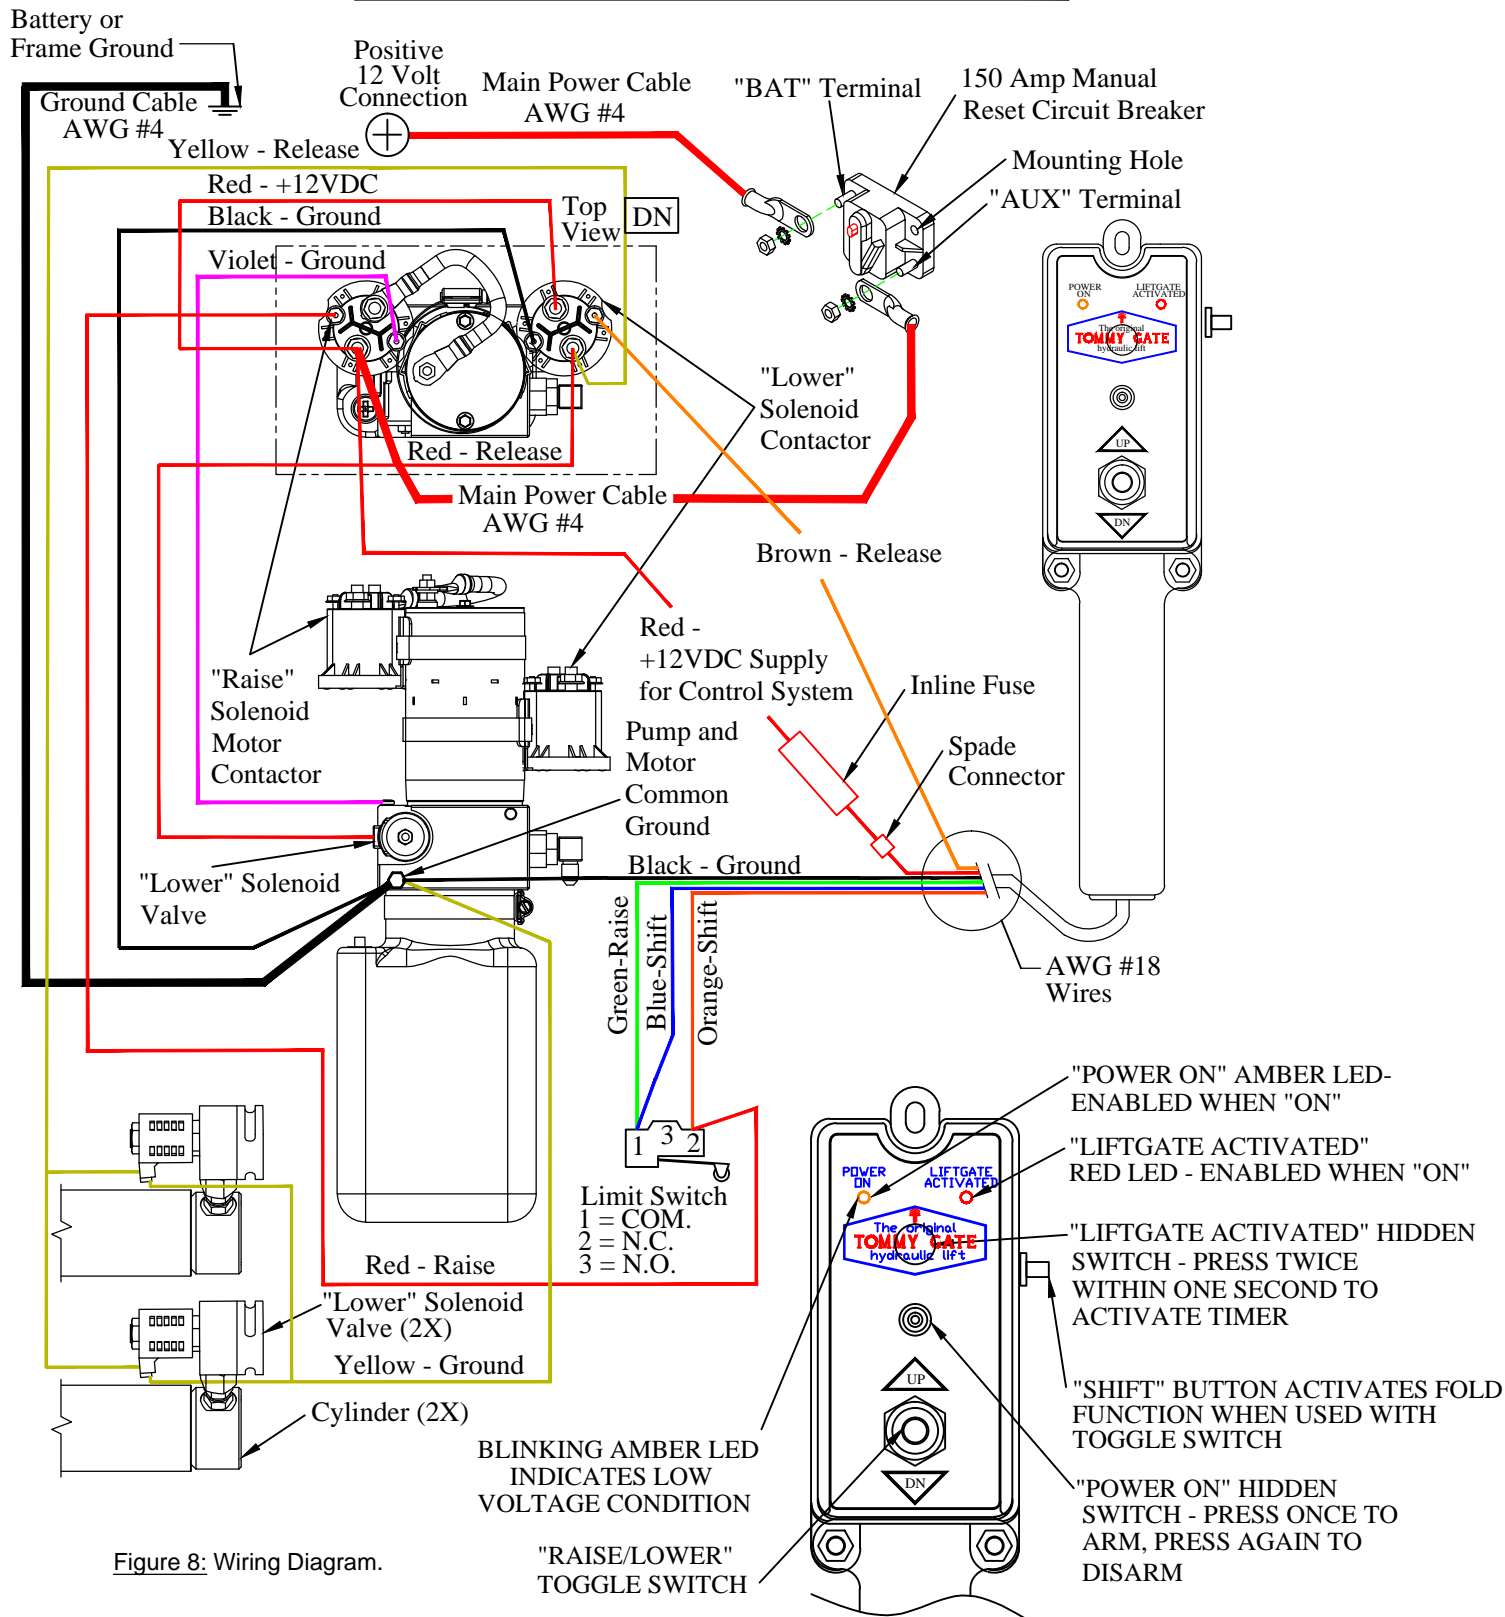 Battery or
Frame Ground
Ground Cable
AWG #4
Positive
12 Volt
Connection
Main Power Cable
AWG #4
"BAT" Terminal
150 Amp Manual
Reset Circuit Breaker
Mounting Hole
"AUX" Terminal
Yellow - Release
Red - +12VDC
Black - Ground
Violet - Ground
Top
View
DN
POWER
ON
LIFTGATE
ACTIVATED
The original
TOMMY GATE
hydraulic lift
UP
DN
"Lower"
Solenoid
Contactor
Red - Release
Main Power Cable
AWG #4
Brown - Release
Red -
+12VDC Supply
for Control System
Inline Fuse
Spade
Connector
"Raise"
Solenoid
Motor
Contactor
Pump and
Motor
Common
Ground
Black - Ground
"Lower" Solenoid
Valve
Green-Raise
Blue-Shift
Orange-Shift
AWG #18
Wires
1 3 2
Limit Switch
1 = COM.
2 = N.C.
3 = N.O.
Red - Raise
"Lower" Solenoid
Valve (2X)
Yellow - Ground
Cylinder (2X)
POWER
ON
LIFTGATE
ACTIVATED
The original
TOMMY GATE
hydraulic lift
UP
DN
"POWER ON" AMBER LED-
ENABLED WHEN "ON"
"LIFTGATE ACTIVATED"
RED LED - ENABLED WHEN "ON"
"LIFTGATE ACTIVATED" HIDDEN
SWITCH - PRESS TWICE
WITHIN ONE SECOND TO
ACTIVATE TIMER
"SHIFT" BUTTON ACTIVATES FOLD
FUNCTION WHEN USED WITH
TOGGLE SWITCH
"POWER ON" HIDDEN
SWITCH - PRESS ONCE TO
ARM, PRESS AGAIN TO
DISARM
BLINKING AMBER LED
INDICATES LOW
VOLTAGE CONDITION
"RAISE/LOWER"
TOGGLE SWITCH
Figure 8: Wiring Diagram.